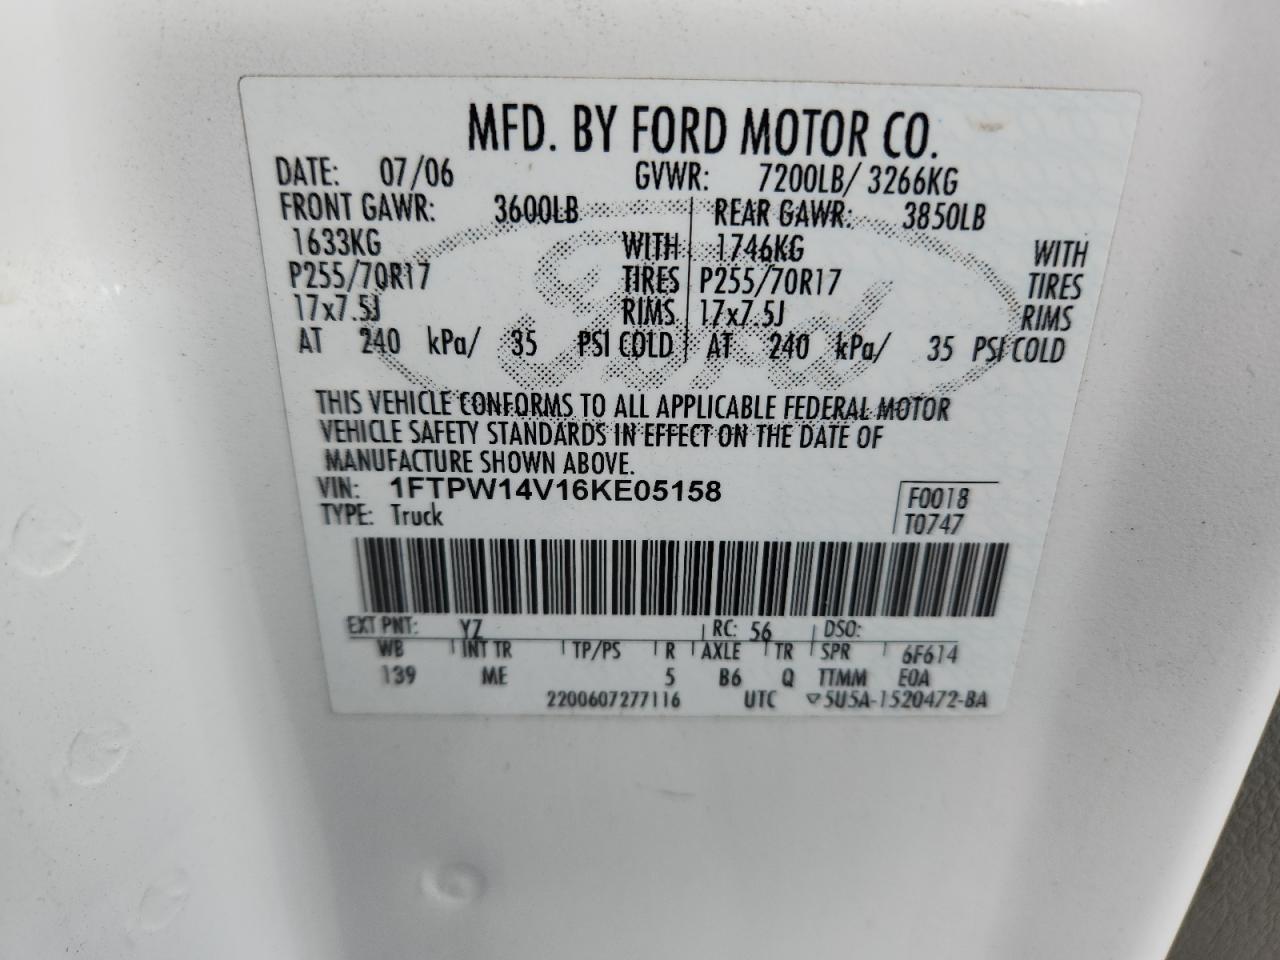 MFD. BY FORD MOTOR CO.
DATE: 07/06 GVWR: 7200LB/ 3266KG
FRONT GAWR: 3600LB REAR GAWR: 3850LB
1633KG WITH 1746KG WITH
P255/70R17 TIRES P255/70R17 TIRES
17x7.5J RIMS 17x7.5J RIMS
AT 240 kPa/ 35 PSI COLD AT 240 kPa/ 35 PSI COLD
Ford
THIS VEHICLE CONFORMS TO ALL APPLICABLE FEDERAL MOTOR
VEHICLE SAFETY STANDARDS IN EFFECT ON THE DATE OF
MANUFACTURE SHOWN ABOVE.
VIN: 1FTPW14V16KE05158 F0018
TYPE: Truck T0747
EXT PNT: YZ RC: 56 DSO:
WB INT TR TP/PS R AXLE TR SPR 6F614
139 ME 5 B6 Q TTMM E0A
2200607277116 UTC ▽5U5A-1520472-BA